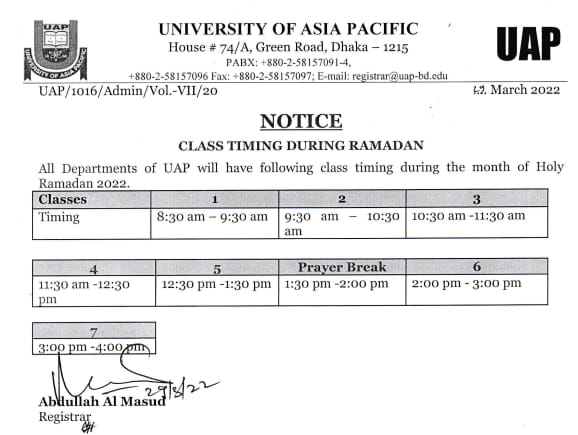 UAP
UNIVERSITY OF ASIA PACIFIC
UNIVERSITY OF ASIA PACIFIC
House # 74/A, Green Road, Dhaka – 1215
PABX: +880-2-58157091-4,
+880-2-58157096 Fax: +880-2-58157097; E-mail: registrar@uap-bd.edu
UAP
UAP/1016/Admin/Vol.-VII/20 March 2022
NOTICE
CLASS TIMING DURING RAMADAN
All Departments of UAP will have following class timing during the month of Holy
Ramadan 2022.
Classes 1 2 3
Timing 8:30 am – 9:30 am 9:30 am – 10:30 10:30 am -11:30 am
am
4 5 Prayer Break 6
11:30 am -12:30 12:30 pm -1:30 pm 1:30 pm -2:00 pm 2:00 pm - 3:00 pm
pm
7
3:00 pm -4:00 pm
29/3/22
Abdullah Al Masud
Registrar